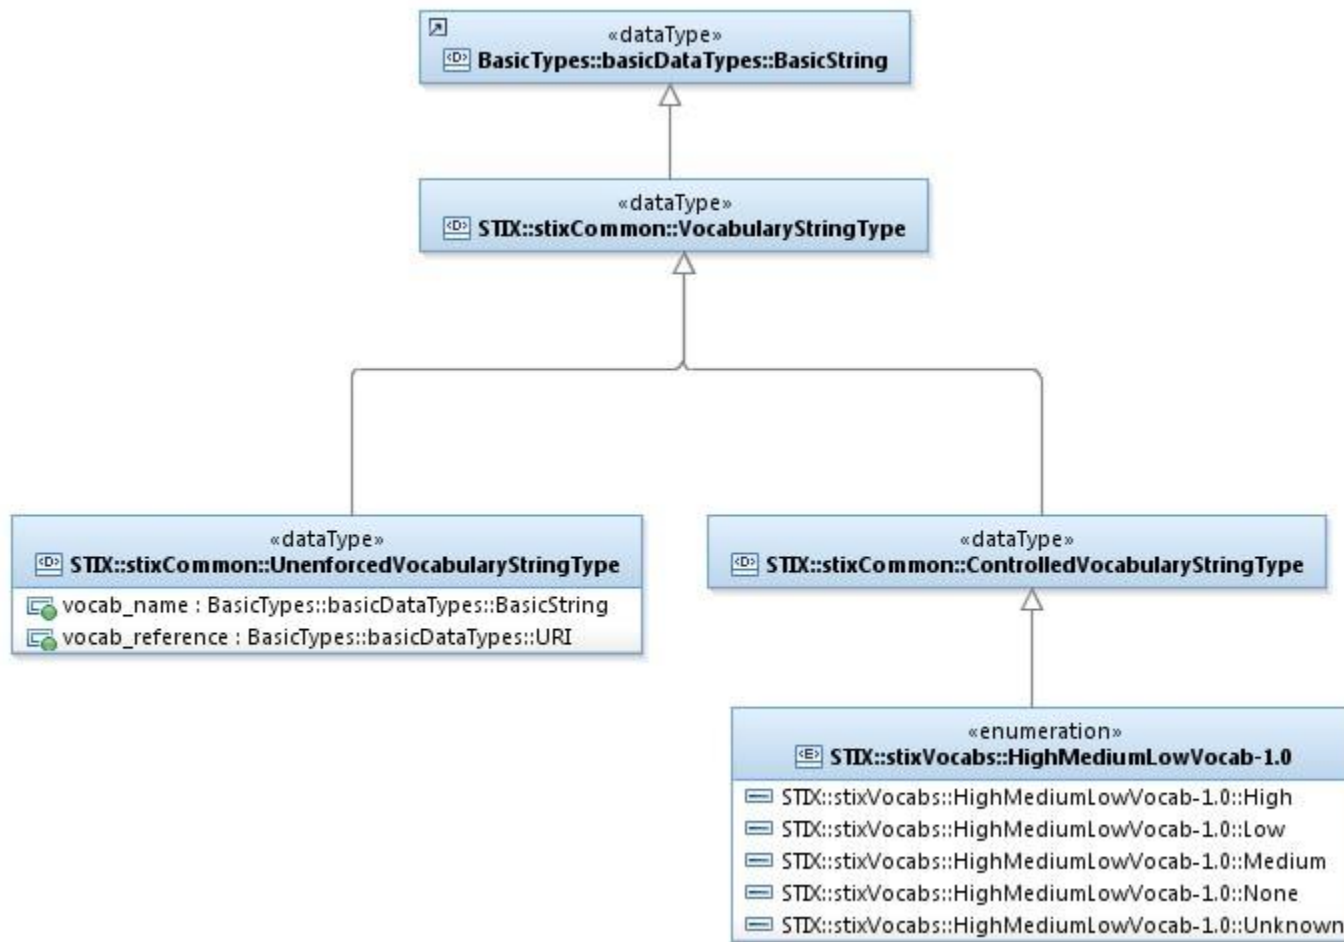 «dataType»
BasicTypes::basicDataTypes::BasicString
«dataType»
STIX::stixCommon::VocabularyStringType
«dataType»
STIX::stixCommon::UnenforcedVocabularyStringType
vocab_name : BasicTypes::basicDataTypes::BasicString
vocab_reference : BasicTypes::basicDataTypes::URI
«dataType»
STIX::stixCommon::ControlledVocabularyStringType
«enumeration»
STIX::stixVocabs::HighMediumLowVocab-1.0
STIX::stixVocabs::HighMediumLowVocab-1.0::High
STIX::stixVocabs::HighMediumLowVocab-1.0::Low
STIX::stixVocabs::HighMediumLowVocab-1.0::Medium
STIX::stixVocabs::HighMediumLowVocab-1.0::None
STIX::stixVocabs::HighMediumLowVocab-1.0::Unknown